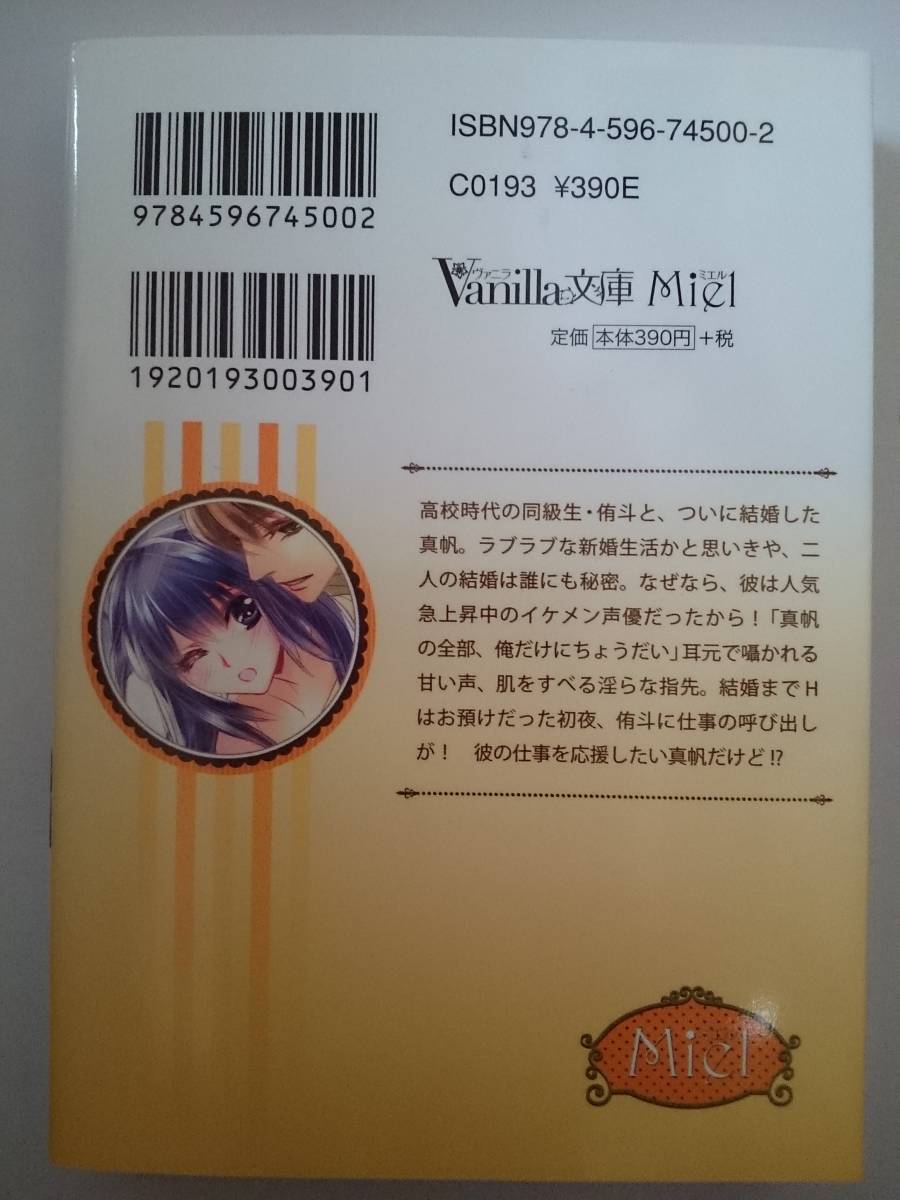 9784596745002
1920193003901
ISBN978-4-596-74500-2
C0193 ¥390E
ヴァニラ ミエル
Vanilla文庫 Miel
定価 本体390円 +税
高校時代の同級生・侑斗と、ついに結婚した
真帆。ラブラブな新婚生活かと思いきや、二
人の結婚は誰にも秘密。なぜなら、彼は人気
急上昇中のイケメン声優だったから!「真帆
の全部、俺だけにちょうだい」耳元で囁かれる
甘い声、肌をすべる淫らな指先。結婚までH
はお預けだった初夜、侑斗に仕事の呼び出し
が!　彼の仕事を応援したい真帆だけど!?
Miel